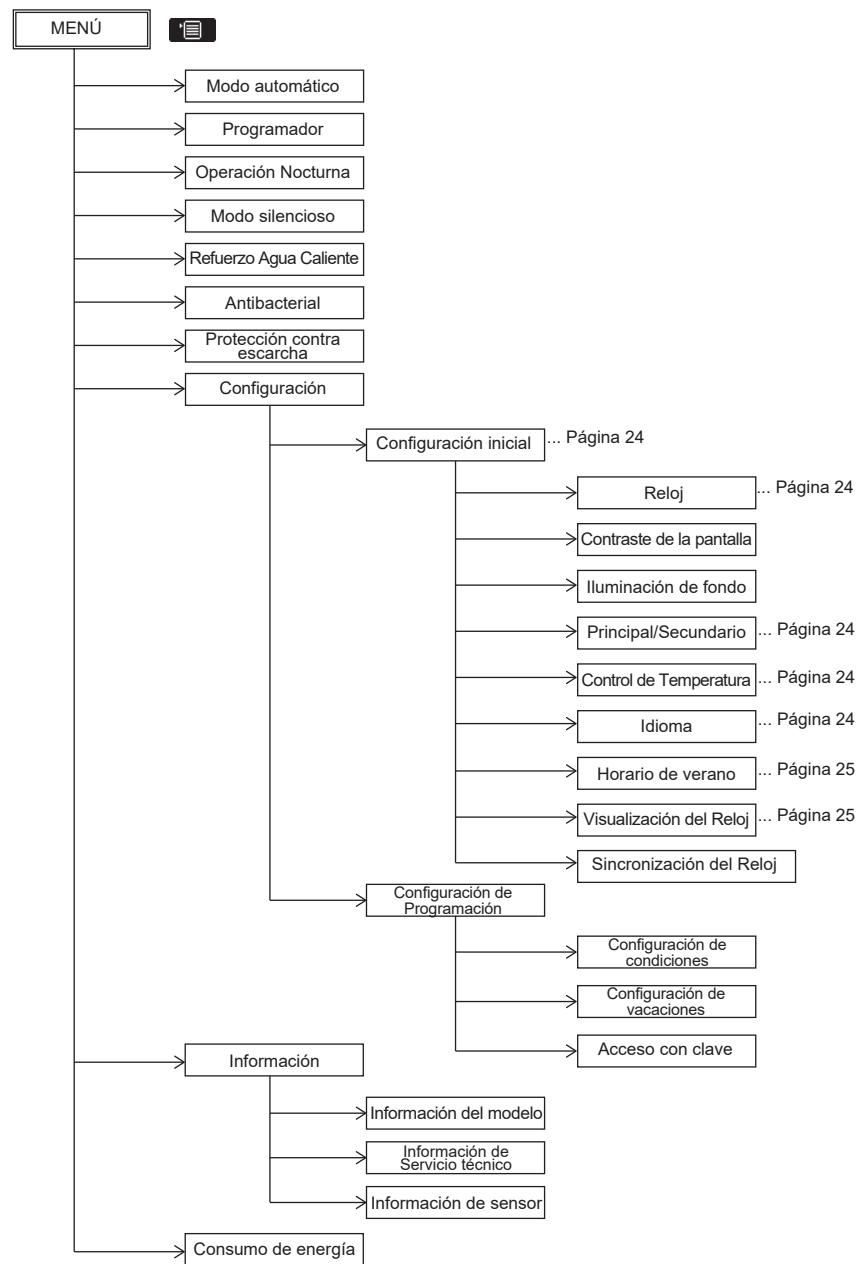 MENÚ
Modo automático
Programador
Operación Nocturna
Modo silencioso
Refuerzo Agua Caliente
Antibacterial
Protección contra
escarcha
Configuración
Configuración inicial ... Página 24
Reloj ... Página 24
Contraste de la pantalla
Iluminación de fondo
Principal/Secundario ... Página 24
Control de Temperatura ... Página 24
Idioma ... Página 24
Horario de verano ... Página 25
Visualización del Reloj ... Página 25
Sincronización del Reloj
Configuración de
Programación
Configuración de
condiciones
Configuración de
vacaciones
Acceso con clave
Información
Información del modelo
Información de
Servicio técnico
Información de sensor
Consumo de energía